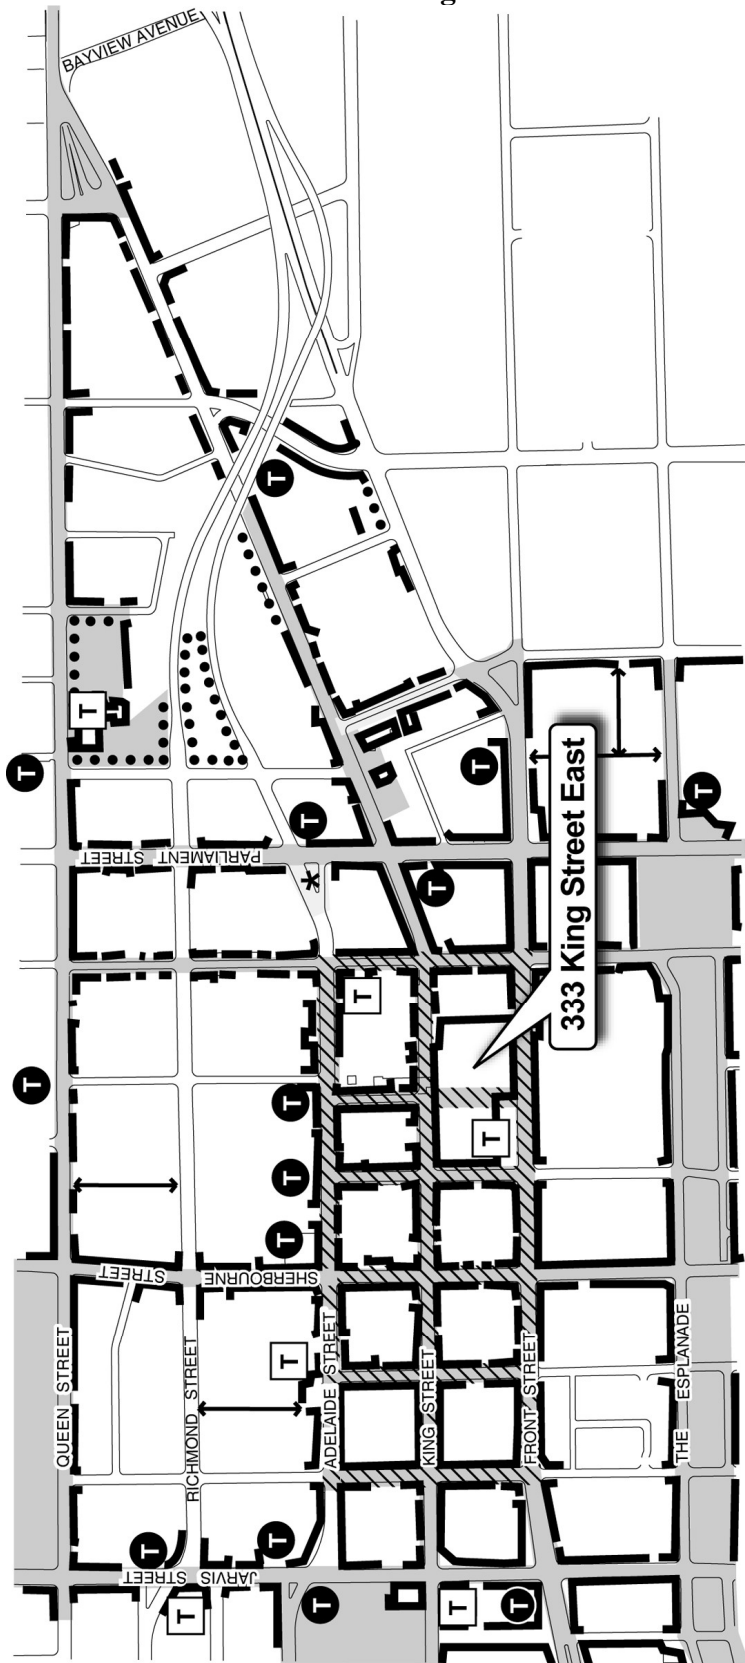 g
BAYVIEW AVENUE
T
T
T
T
T
T
T
PARLIAMENT STREET
*
T
T
333 King Street East
T
T
T
T
T
SHERBOURNE STREET
QUEEN STREET
RICHMOND STREET
T
ADELAIDE STREET
KING STREET
FRONT STREET
THE ESPLANADE
T
T
JARVIS STREET
T
T
T
T